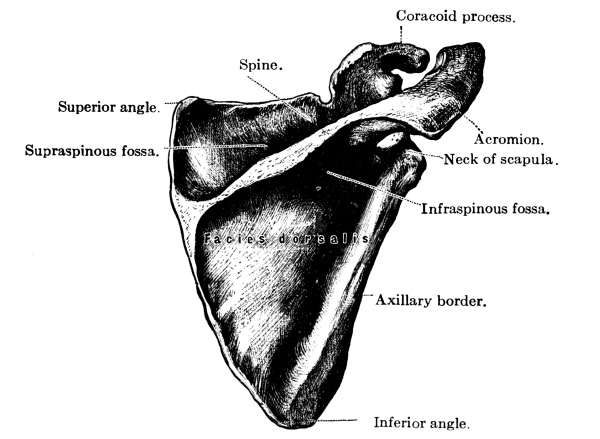 Coracoid process.
Spine.
Superior angle.
Acromion.
Supraspinous fossa.
Neck of scapula.
Infraspinous fossa.
Facies dorsalis
Axillary border.
Inferior angle.